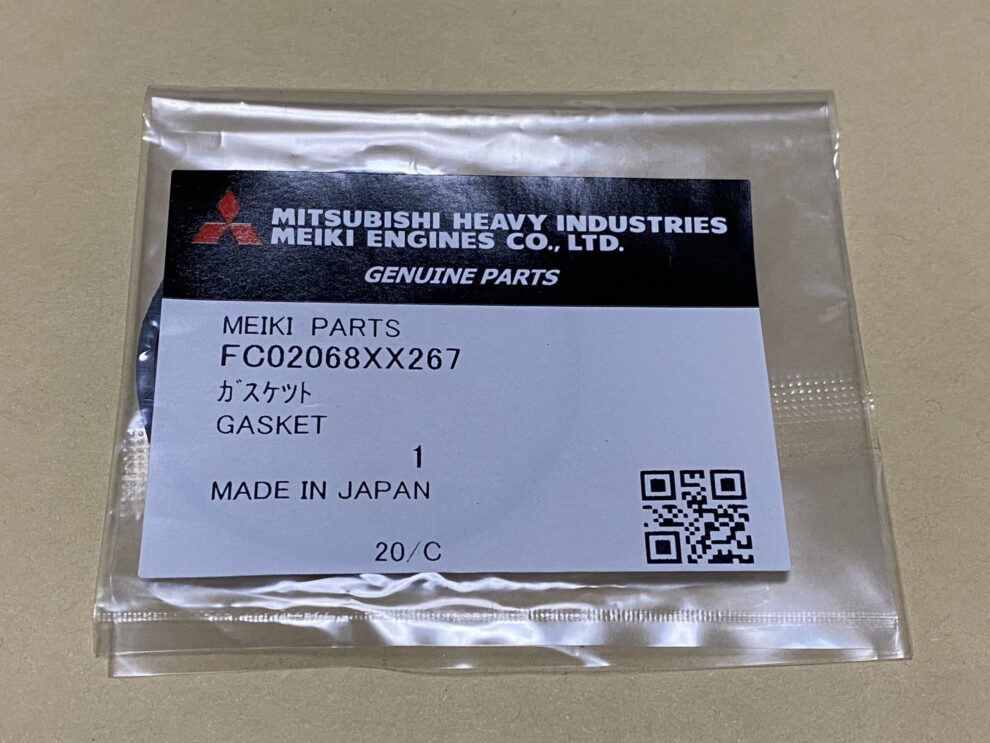 MITSUBISHI HEAVY INDUSTRIES
MEIKI ENGINES CO., LTD.
GENUINE PARTS
MEIKI PARTS
FC02068XX267
ガスケット
GASKET
1
MADE IN JAPAN
20/C